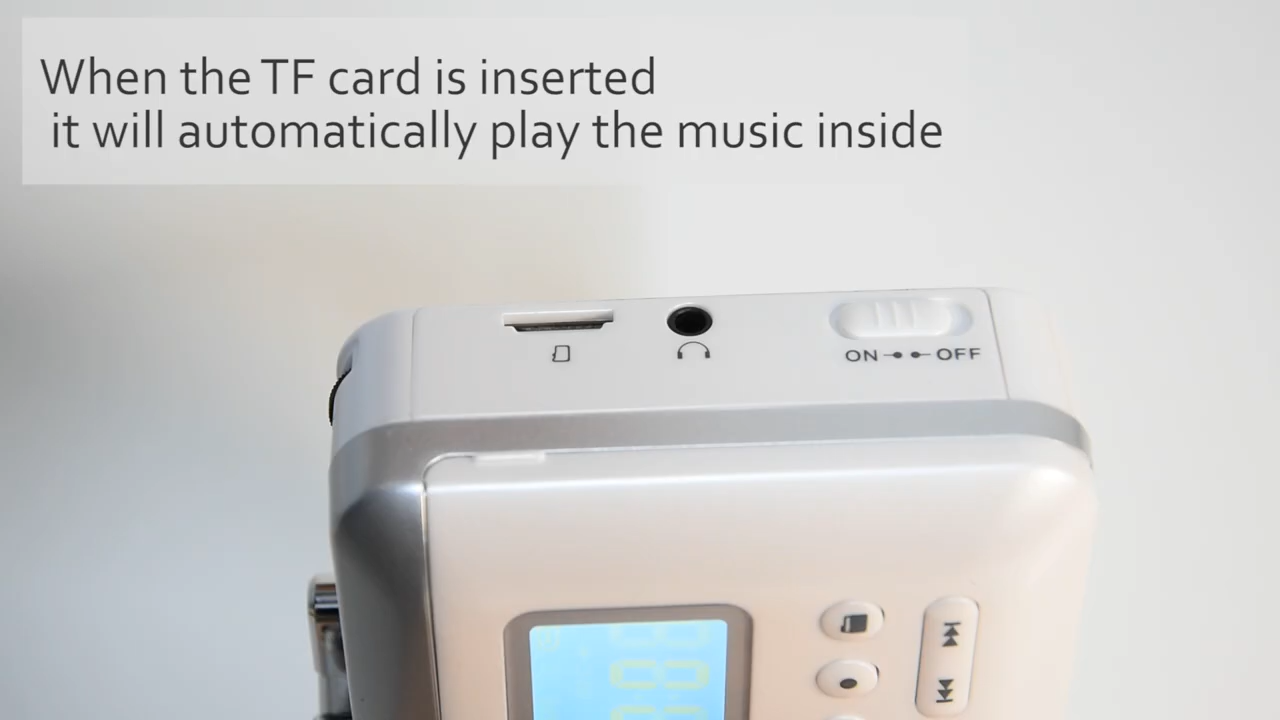 When the TF card is inserted
it will automatically play the music inside
ON OFF